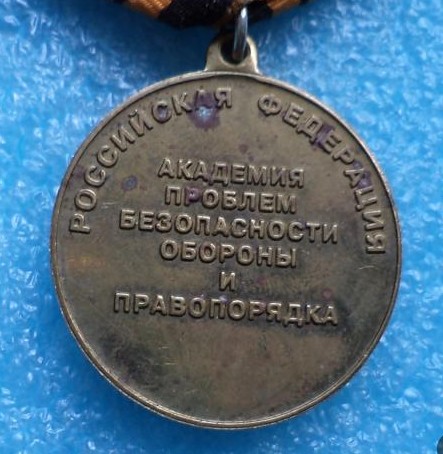 РОССИЙСКАЯ ФЕДЕРАЦИЯ
АКАДЕМИЯ
ПРОБЛЕМ
БЕЗОПАСНОСТИ
ОБОРОНЫ
И
ПРАВОПОРЯДКА